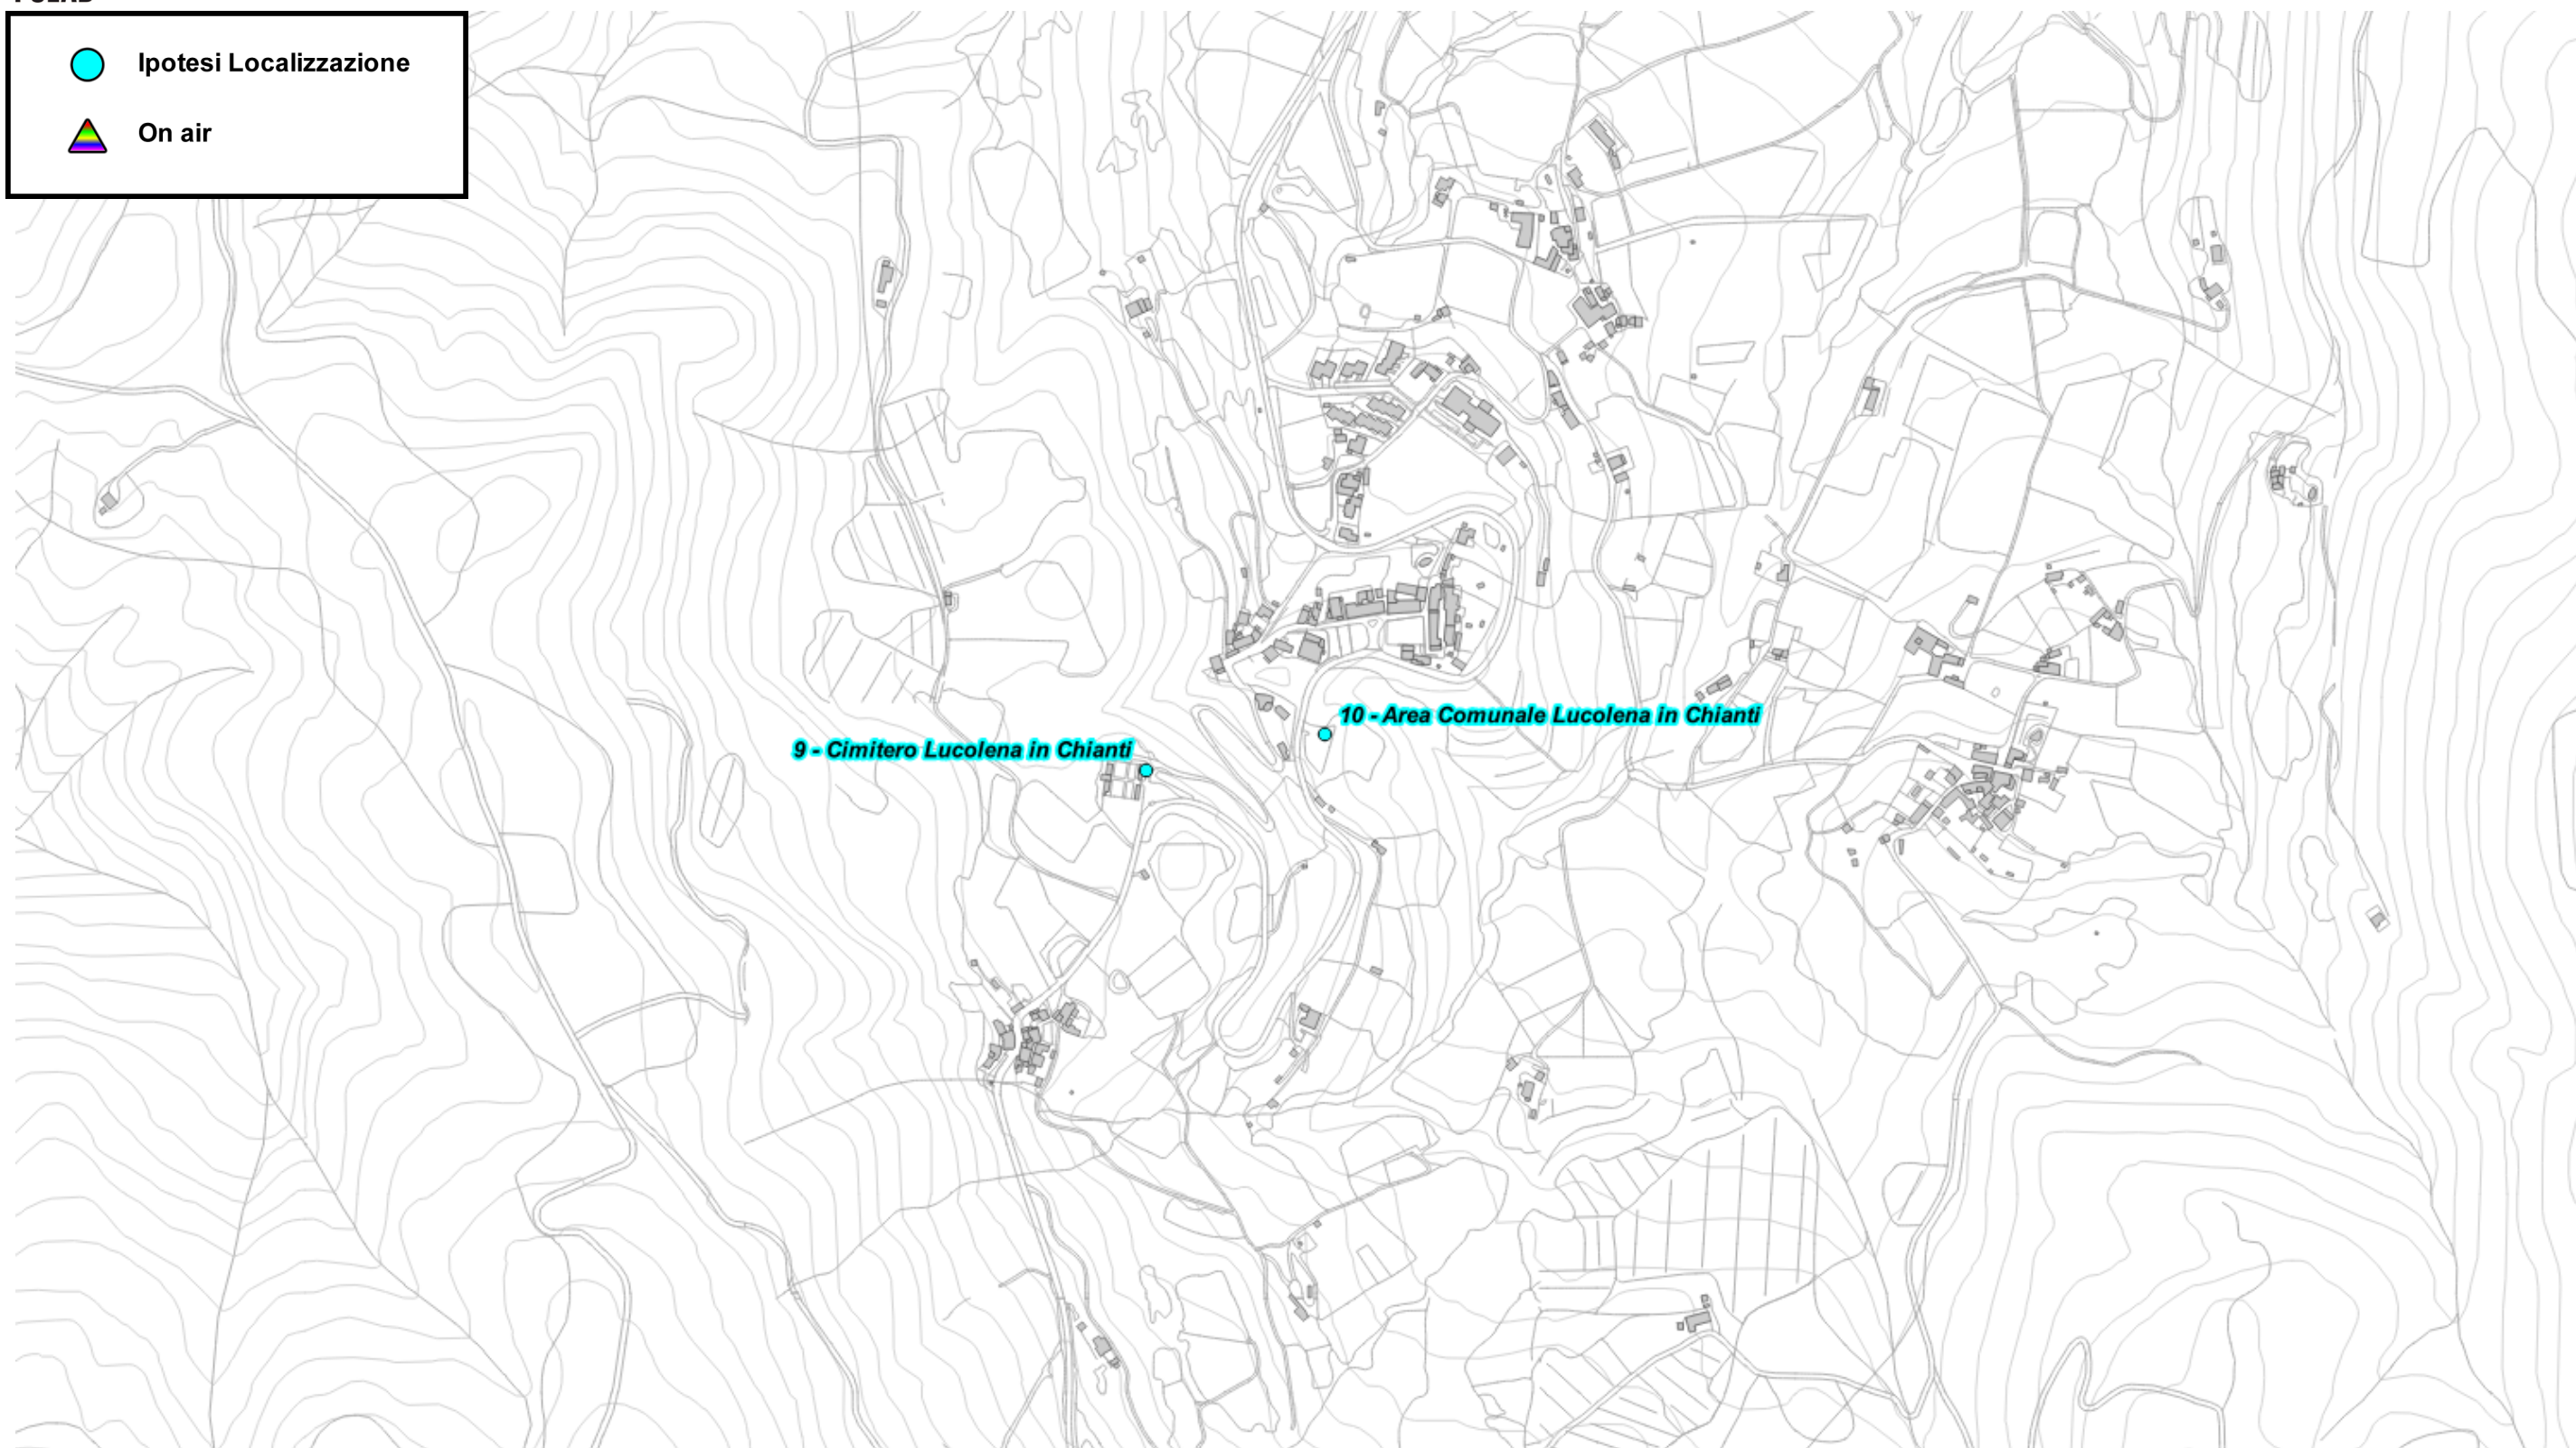 Ipotesi Localizzazione
On air
10 - Area Comunale Lucolena in Chianti
9 - Cimitero Lucolena in Chianti